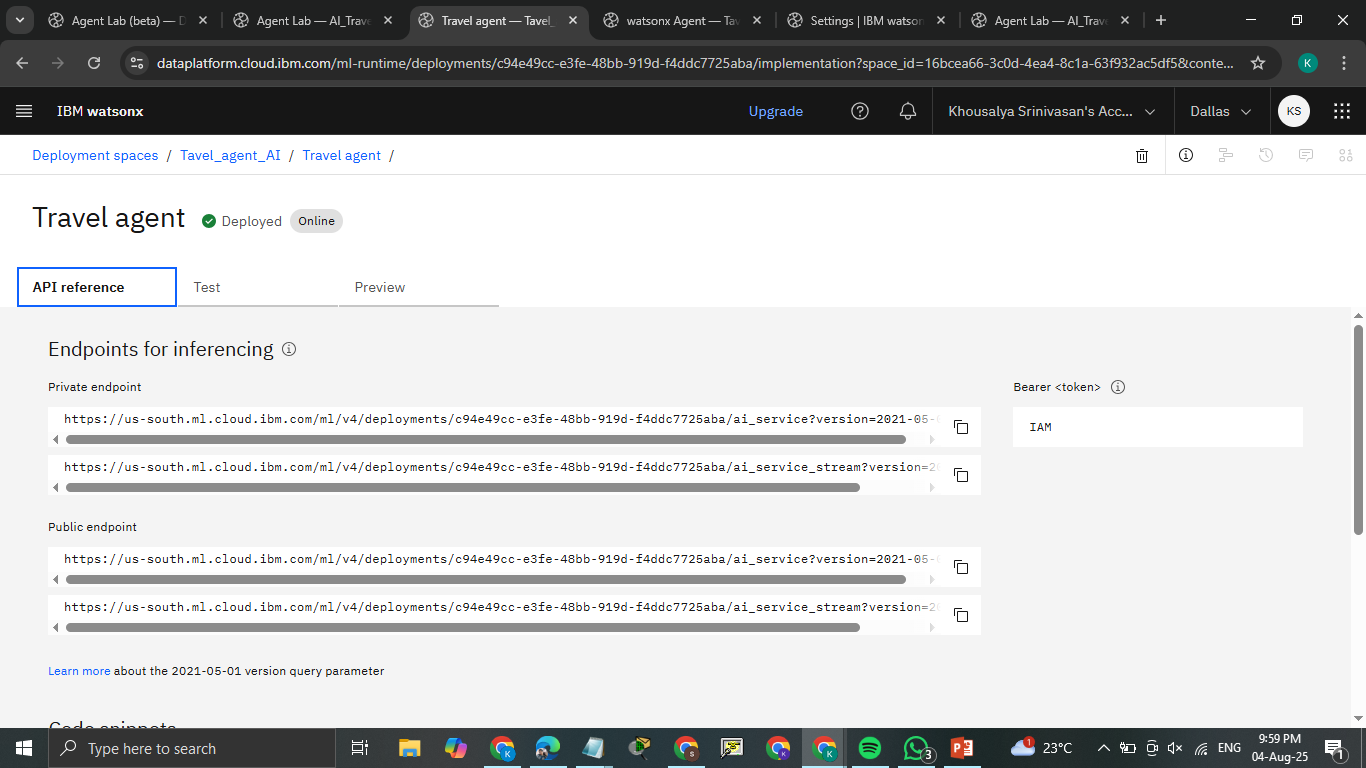 Agent Lab (beta) — D
Agent Lab — AI_Trave
Travel agent — Tavel_
watsonx Agent — Tav
Settings | IBM watson
Agent Lab — AI_Trave
dataplatform.cloud.ibm.com/ml-runtime/deployments/c94e49cc-e3fe-48bb-919d-f4ddc7725aba/implementation?space_id=16bcea66-3c0d-4ea4-8c1a-63f932ac5df5&conte...
K
IBM watsonx
Upgrade
Khousalya Srinivasan's Acc...
Dallas
KS
Deployment spaces / Tavel_agent_AI / Travel agent /
Travel agent
Deployed
Online
API reference
Test
Preview
Endpoints for inferencing
Private endpoint
Bearer <token>
https://us-south.ml.cloud.ibm.com/ml/v4/deployments/c94e49cc-e3fe-48bb-919d-f4ddc7725aba/ai_service?version=2021-05-
IAM
https://us-south.ml.cloud.ibm.com/ml/v4/deployments/c94e49cc-e3fe-48bb-919d-f4ddc7725aba/ai_service_stream?version=20
Public endpoint
https://us-south.ml.cloud.ibm.com/ml/v4/deployments/c94e49cc-e3fe-48bb-919d-f4ddc7725aba/ai_service?version=2021-05-
https://us-south.ml.cloud.ibm.com/ml/v4/deployments/c94e49cc-e3fe-48bb-919d-f4ddc7725aba/ai_service_stream?version=20
Learn more about the 2021-05-01 version query parameter
Code snippets
Type here to search
23°C
ENG
9:59 PM
04-Aug-25